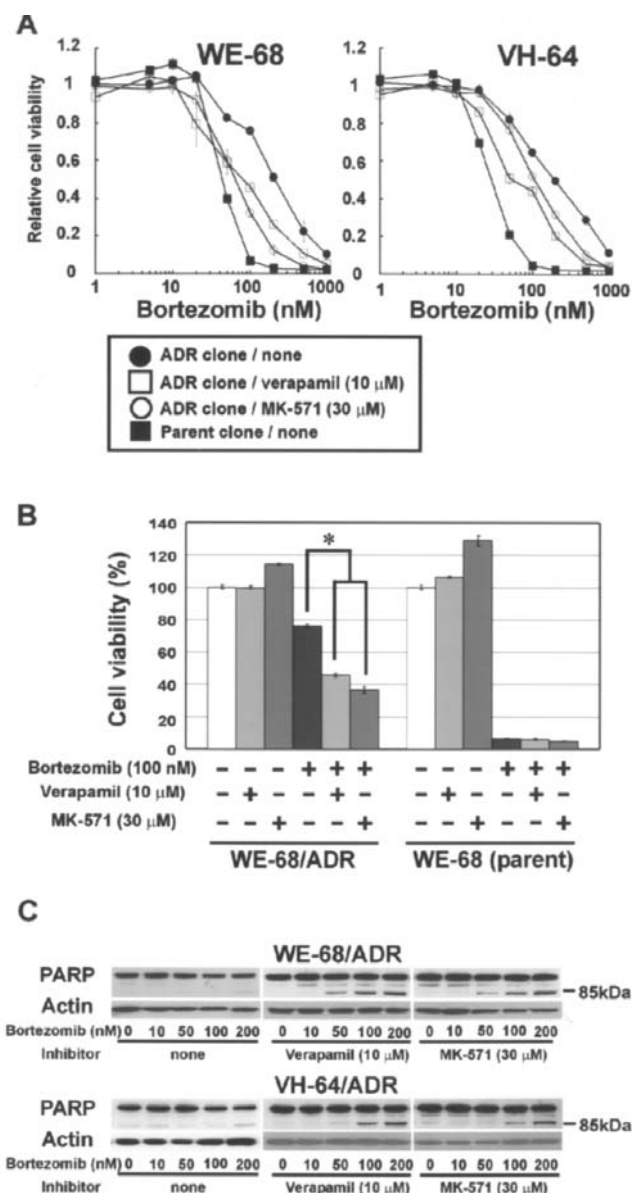 A
WE-68
VH-64
Relative cell viability
1.2
1
0.8
0.6
0.4
0.2
0
1.2
1
0.8
0.6
0.4
0.2
0
1 10 100 1000
1 10 100 1000
Bortezomib (nM)
Bortezomib (nM)
ADR clone / none
ADR clone / verapamil (10 μM)
ADR clone / MK-571 (30 μM)
Parent clone / none
B
Cell viability (%)
140
120
100
80
60
40
20
0
*
Bortezomib (100 nM) − − − + + + − − − + + +
Verapamil (10 μM) − + − − + − − + − − + −
MK-571 (30 μM) − − + − − + − − + − − +
WE-68/ADR
WE-68 (parent)
C
WE-68/ADR
PARP
85kDa
Actin
Bortezomib (nM) 0 10 50 100 200 0 10 50 100 200 0 10 50 100 200
Inhibitor none Verapamil (10 μM) MK-571 (30 μM)
VH-64/ADR
PARP
85kDa
Actin
Bortezomib (nM) 0 10 50 100 200 0 10 50 100 200 0 10 50 100 200
Inhibitor none Verapamil (10 μM) MK-571 (30 μM)